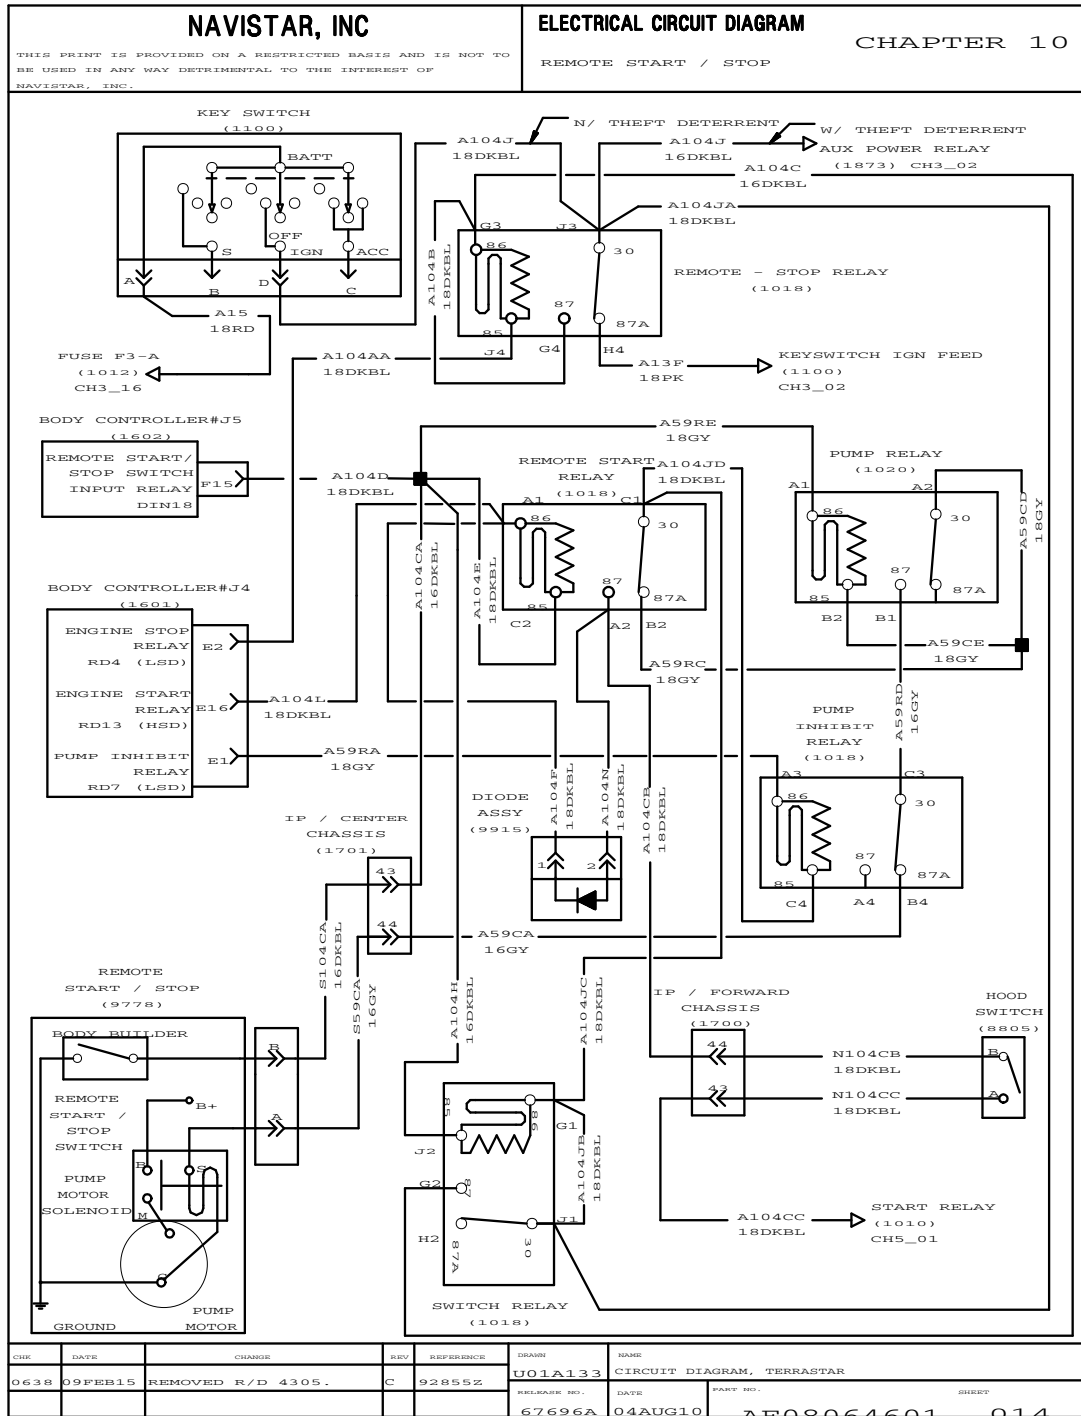 NAVISTAR, INC
THIS PRINT IS PROVIDED ON A RESTRICTED BASIS AND IS NOT TO
BE USED IN ANY WAY DETRIMENTAL TO THE INTEREST OF
NAVISTAR, INC.
ELECTRICAL CIRCUIT DIAGRAM
REMOTE START / STOP
CHAPTER 10
KEY SWITCH
(1100)
BATT
OFF
S
IGN
ACC
A
B
D
C
A15
18RD
FUSE F3-A
(1012)
CH3_16
A104J
18DKBL
N/ THEFT DETERRENT
A104J
16DKBL
W/ THEFT DETERRENT
AUX POWER RELAY
(1873) CH3_02
A104C
16DKBL
A104JA
18DKBL
G3
J3
86
30
87
85
87A
J4
G4
H4
A104B
18DKBL
REMOTE - STOP RELAY
(1018)
A104AA
18DKBL
A13F
18PK
KEYSWITCH IGN FEED
(1100)
CH3_02
BODY CONTROLLER#J5
(1602)
REMOTE START/
STOP SWITCH
INPUT RELAY
DIN18
F15
A104D
18DKBL
A59RE
18GY
REMOTE START
RELAY
(1018)
A104JD
18DKBL
A1
C1
86
30
87
85
87A
C2
A2
B2
PUMP RELAY
(1020)
A1
A2
86
30
87
85
87A
B2
B1
A59CD
18GY
A59CE
18GY
A104CA
16DKBL
A104E
18DKBL
BODY CONTROLLER#J4
(1601)
ENGINE STOP
RELAY
RD4 (LSD)
E2
ENGINE START
RELAY
RD13 (HSD)
E16
PUMP INHIBIT
RELAY
RD7 (LSD)
E1
A104L
18DKBL
A59RA
18GY
A59RC
18GY
A59RD
16GY
PUMP
INHIBIT
RELAY
(1018)
A3
C3
86
30
87
85
87A
C4
A4
B4
DIODE
ASSY
(9915)
1
2
A104F
18DKBL
A104N
18DKBL
A104CB
18DKBL
IP / CENTER
CHASSIS
(1701)
43
44
A59CA
16GY
S104CA
16DKBL
S59CA
16GY
A104H
16DKBL
A104JC
18DKBL
REMOTE
START / STOP
(9778)
BODY BUILDER
REMOTE
START /
STOP
SWITCH
B+
B
A
PUMP
MOTOR
SOLENOID
B
S
M
G
PUMP
MOTOR
GROUND
IP / FORWARD
CHASSIS
(1700)
44
43
N104CB
18DKBL
N104CC
18DKBL
HOOD
SWITCH
(8805)
B
A
85
86
J2
G1
G2
87
J1
H2
87A
30
A104JB
18DKBL
SWITCH RELAY
(1018)
A104CC
18DKBL
START RELAY
(1010)
CH5_01
CHK
DATE
CHANGE
REV
REFERENCE
DRAWN
NAME
0638
09FEB15
REMOVED R/D 4305.
C
92855Z
U01A133
CIRCUIT DIAGRAM, TERRASTAR
RELEASE NO.
DATE
PART NO.
SHEET
67696A
04AUG10
AF08064601
014